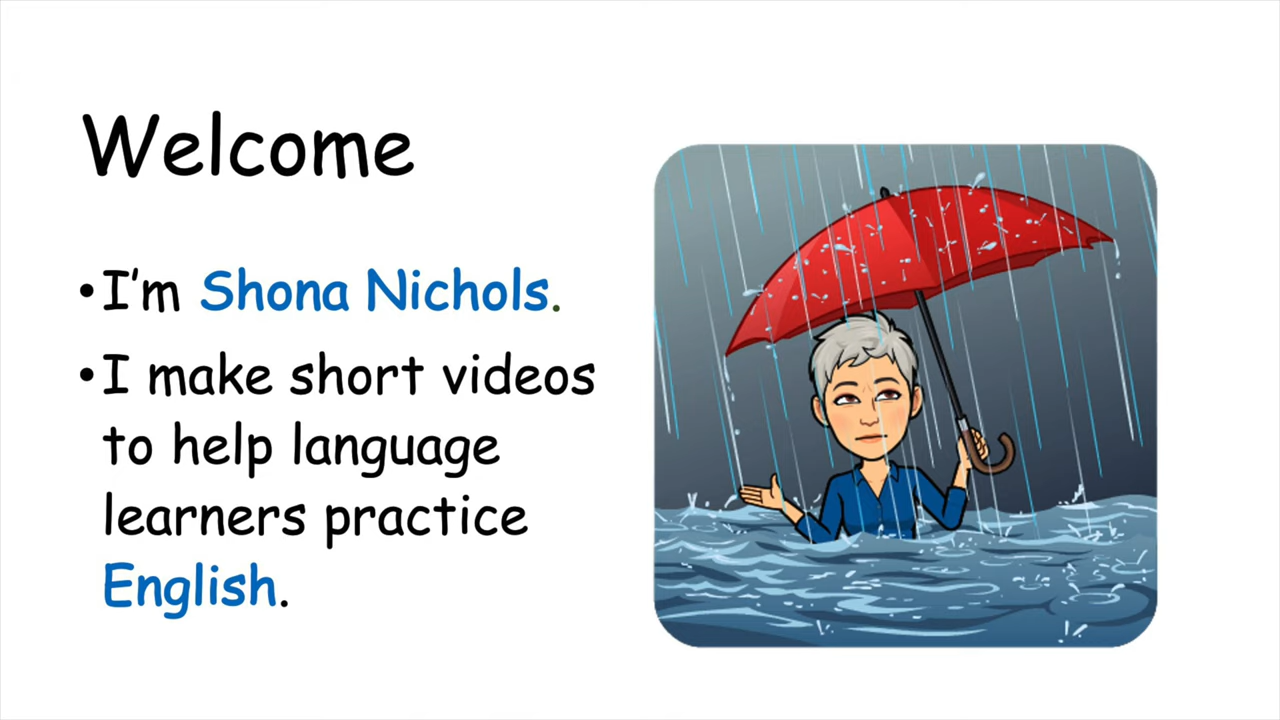 Welcome
•I’m Shona Nichols.
•I make short videos
to help language
learners practice
English.